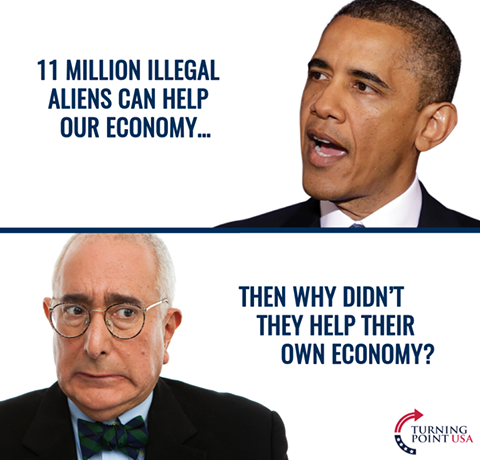 11 MILLION ILLEGAL
ALIENS CAN HELP
OUR ECONOMY...
THEN WHY DIDN'T
THEY HELP THEIR
OWN ECONOMY?
TURNING
POINT USA